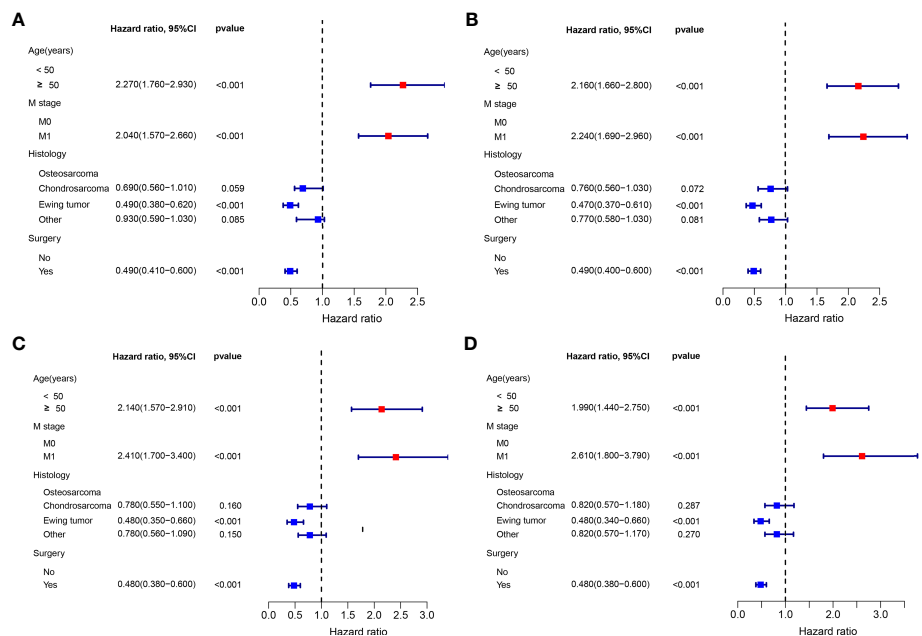 A
Hazard ratio, 95%CI pvalue
Age(years)
< 50
≥ 50 2.270(1.760−2.930) <0.001
M stage
M0
M1 2.040(1.570−2.660) <0.001
Histology
Osteosarcoma
Chondrosarcoma 0.690(0.560−1.010) 0.059
Ewing tumor 0.490(0.380−0.620) <0.001
Other 0.930(0.590−1.030) 0.085
Surgery
No
Yes 0.490(0.410−0.600) <0.001
0.0 0.5 1.0 1.5 2.0 2.5
Hazard ratio
B
Hazard ratio, 95%CI pvalue
Age(years)
< 50
≥ 50 2.160(1.660−2.800) <0.001
M stage
M0
M1 2.240(1.690−2.960) <0.001
Histology
Osteosarcoma
Chondrosarcoma 0.760(0.560−1.030) 0.072
Ewing tumor 0.470(0.370−0.610) <0.001
Other 0.770(0.580−1.030) 0.081
Surgery
No
Yes 0.490(0.400−0.600) <0.001
0.0 0.5 1.0 1.5 2.0 2.5
Hazard ratio
C
Hazard ratio, 95%CI pvalue
Age(years)
< 50
≥ 50 2.140(1.570−2.910) <0.001
M stage
M0
M1 2.410(1.700−3.400) <0.001
Histology
Osteosarcoma
Chondrosarcoma 0.780(0.550−1.100) 0.160
Ewing tumor 0.480(0.350−0.660) <0.001
Other 0.780(0.560−1.090) 0.150
Surgery
No
Yes 0.480(0.380−0.600) <0.001
0.0 0.5 1.0 1.5 2.0 2.5 3.0
Hazard ratio
D
Hazard ratio, 95%CI pvalue
Age(years)
< 50
≥ 50 1.990(1.440−2.750) <0.001
M stage
M0
M1 2.610(1.800−3.790) <0.001
Histology
Osteosarcoma
Chondrosarcoma 0.820(0.570−1.180) 0.287
Ewing tumor 0.480(0.340−0.660) <0.001
Other 0.820(0.570−1.170) 0.270
Surgery
No
Yes 0.480(0.380−0.600) <0.001
0.0 1.0 2.0 3.0
Hazard ratio